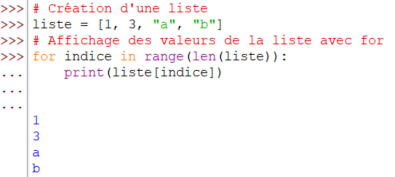 >>> # Création d'une liste
>>> liste = [1, 3, "a", "b"]
>>> # Affichage des valeurs de la liste avec for
>>> for indice in range(len(liste)):
...     print(liste[indice])
...
...
1
3
a
b